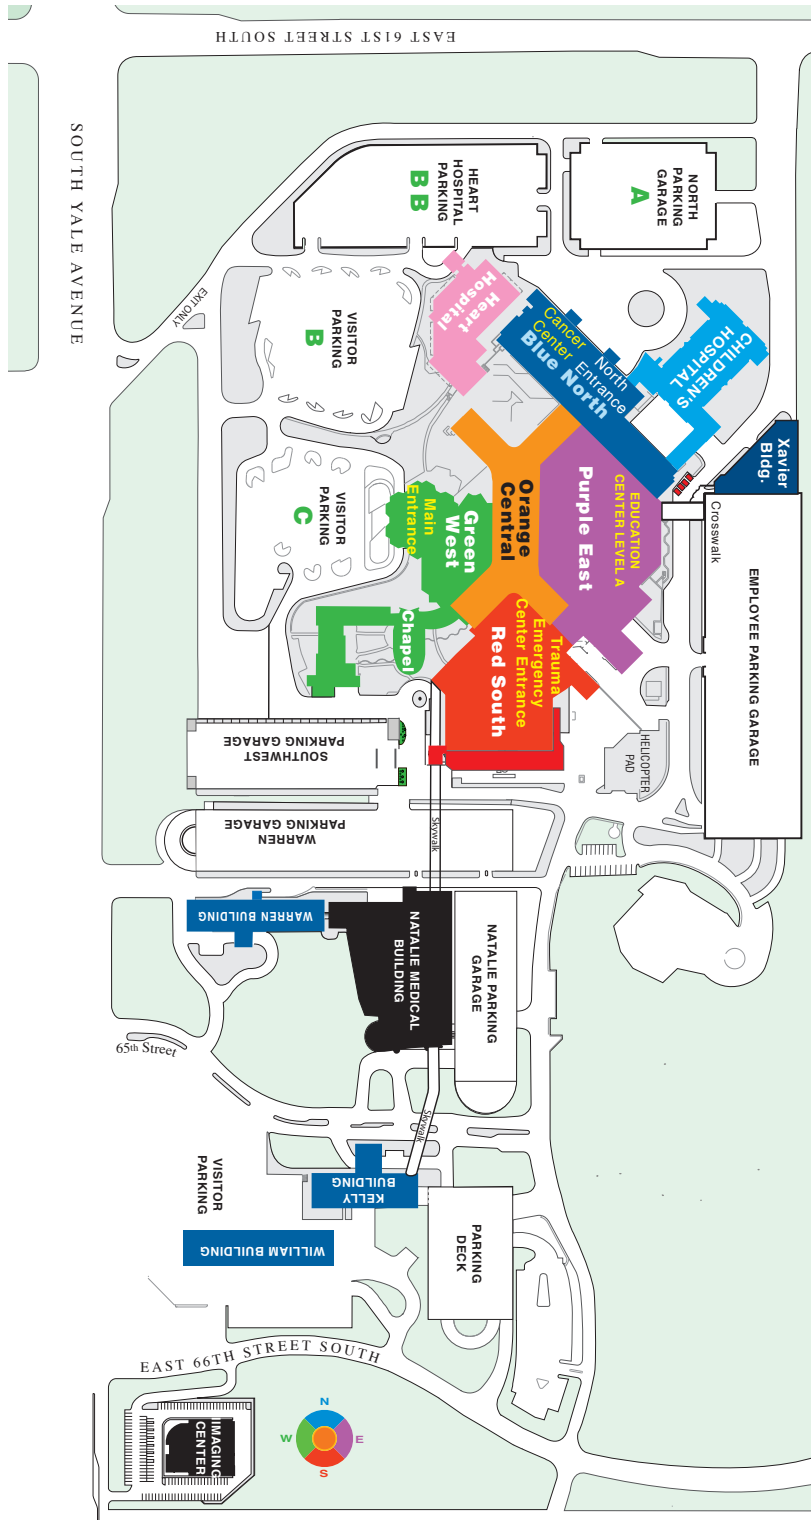 EAST 61ST STREET SOUTH
SOUTH YALE AVENUE
HEART
HOSPITAL
PARKING
B B
NORTH
PARKING
GARAGE
A
EXIT ONLY
VISITOR
PARKING
B
Heart
Hospital
Cancer
Center
North
Entrance
Blue North
CHILDREN'S
HOSPITAL
Xavier
Bldg.
Crosswalk
EMPLOYEE PARKING GARAGE
VISITOR
PARKING
C
Main
Entrance
Green
West
Orange
Central
EDUCATION
CENTER LEVEL A
Purple East
Chapel
Trauma
Emergency
Center Entrance
Red South
HELICOPTER
PAD
SOUTHWEST
PARKING GARAGE
WARREN
PARKING GARAGE
Skywalk
WARREN BUILDING
NATALIE MEDICAL
BUILDING
NATALIE PARKING
GARAGE
65th Street
Skywalk
VISITOR
PARKING
KELLY
BUILDING
WILLIAM BUILDING
PARKING
DECK
EAST 66TH STREET SOUTH
IMAGING
CENTER
N
W
E
S